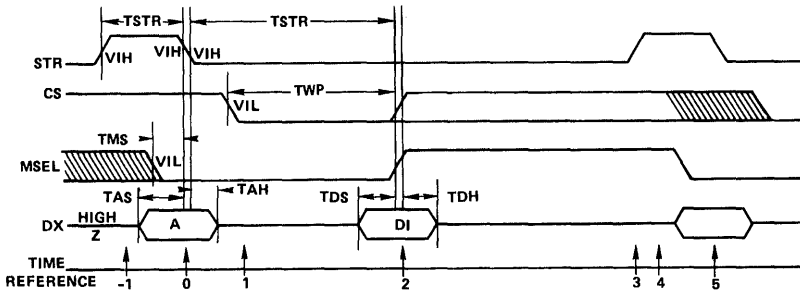 TSTR TSTR
VIH VIH VIH
STR
CS
TWP
VIL
TMS
VIL
MSEL
TAS TAH TDS TDH
DX HIGH Z A DI
TIME REFERENCE
-1 0 1 2 3 4 5